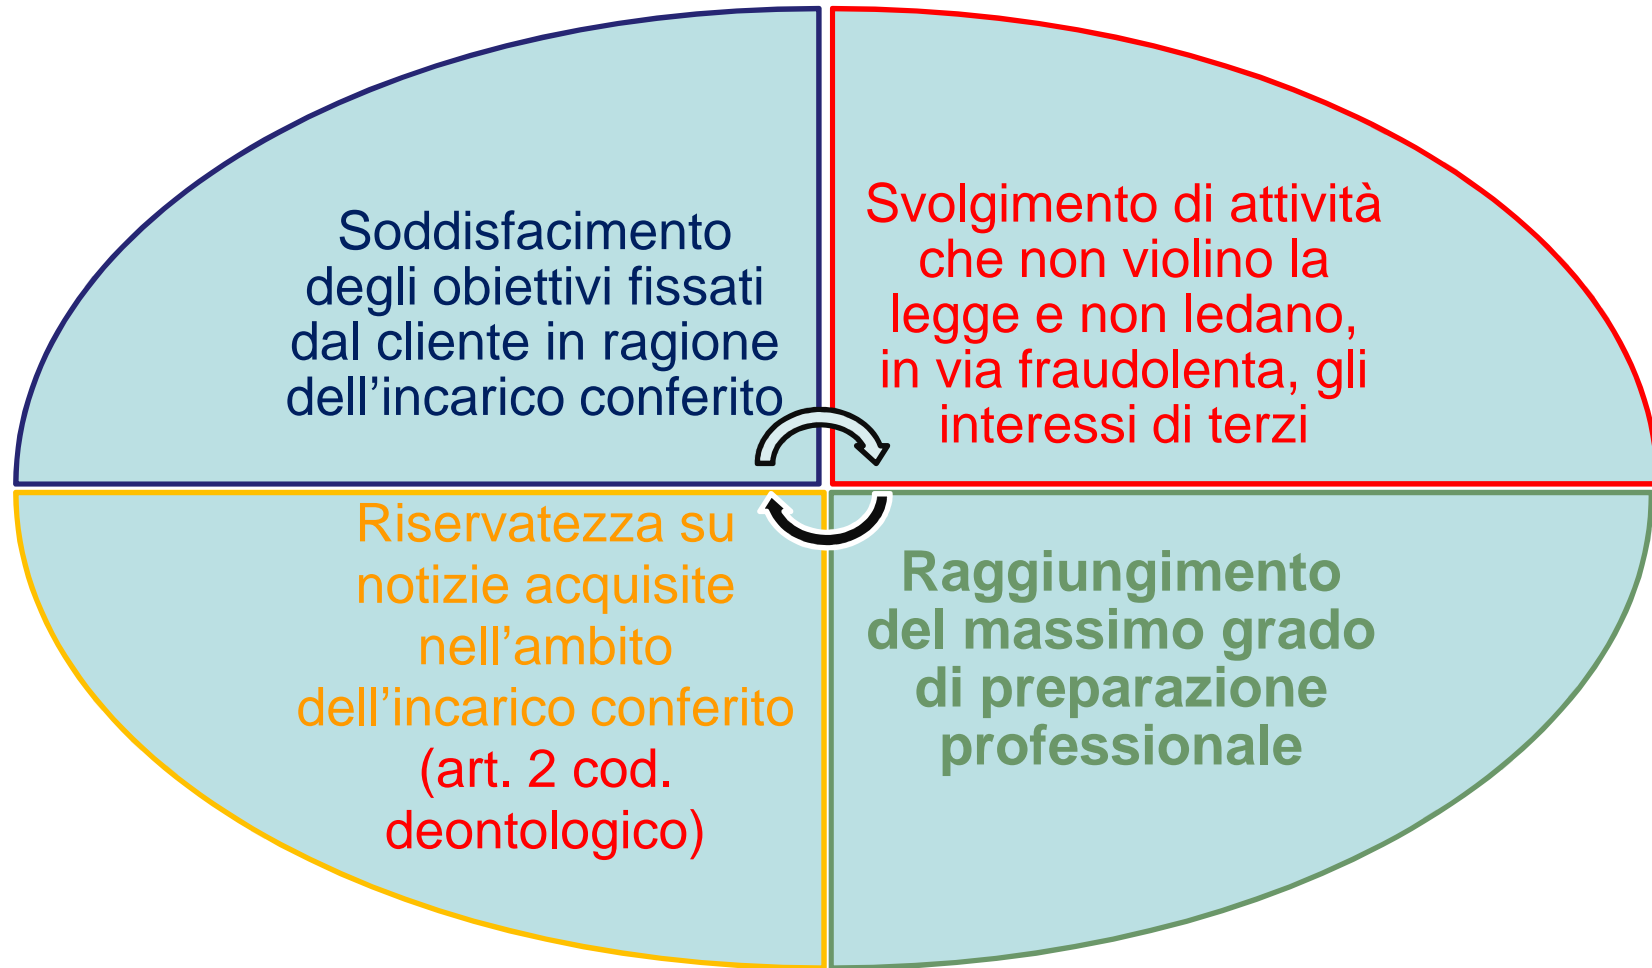 Soddisfacimento
degli obiettivi fissati
dal cliente in ragione
dell’incarico conferito
Svolgimento di attività
che non violino la
legge e non ledano,
in via fraudolenta, gli
interessi di terzi
Riservatezza su
notizie acquisite
nell’ambito
dell’incarico conferito
(art. 2 cod.
deontologico)
Raggiungimento
del massimo grado
di preparazione
professionale